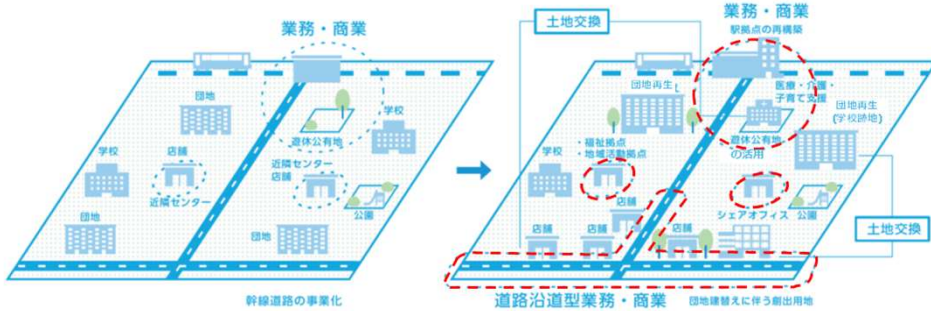 業務・商業
団地
学校
店舗
近隣センター
団地
遊休公有地
学校
近隣センター
店舗
公園
団地
幹線道路の事業化
土地交換
業務・商業
駅拠点の再構築
団地再生
医療・介護・
子育て支援
団地再生
(学校跡地)
遊休公有地
の活用
学校
・福祉拠点
・地域活動拠点
シェアオフィス
公園
店舗
店舗
店舗
店舗
土地交換
道路沿道型業務・商業
団地建替えに伴う創出用地